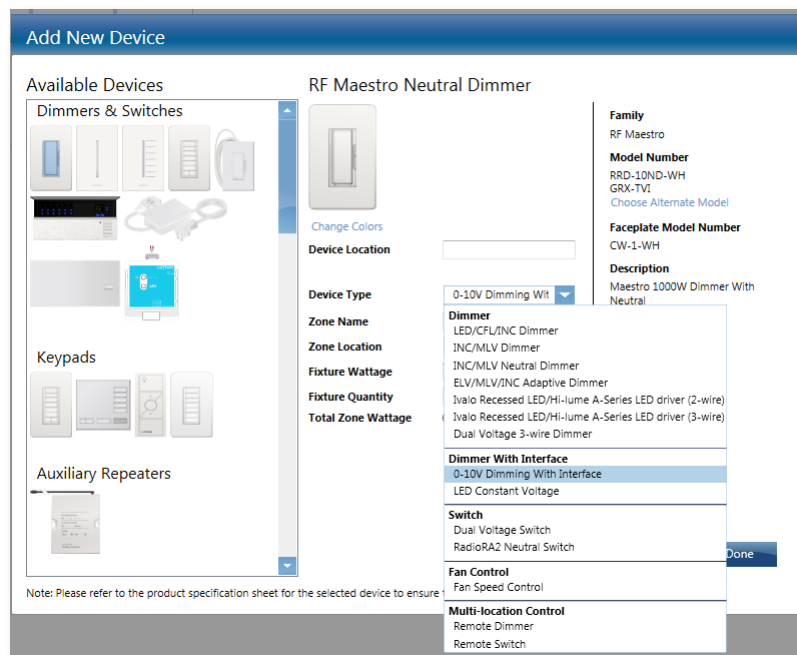 Add New Device
Available Devices
Dimmers & Switches
Keypads
Auxiliary Repeaters
RF Maestro Neutral Dimmer
Change Colors
Device Location
Device Type
0-10V Dimming Wit
Zone Name
Zone Location
Fixture Wattage
Fixture Quantity
Total Zone Wattage
Dimmer
LED/CFL/INC Dimmer
INC/MLV Dimmer
INC/MLV Neutral Dimmer
ELV/MLV/INC Adaptive Dimmer
Ivalo Recessed LED/Hi-lume A-Series LED driver (2-wire)
Ivalo Recessed LED/Hi-lume A-Series LED driver (3-wire)
Dual Voltage 3-wire Dimmer
Dimmer With Interface
0-10V Dimming With Interface
LED Constant Voltage
Switch
Dual Voltage Switch
RadioRA2 Neutral Switch
Fan Control
Fan Speed Control
Multi-location Control
Remote Dimmer
Remote Switch
Family
RF Maestro
Model Number
RRD-10ND-WH
GRX-TVI
Choose Alternate Model
Faceplate Model Number
CW-1-WH
Description
Maestro 1000W Dimmer With
Neutral
Done
Note: Please refer to the product specification sheet for the selected device to ensure